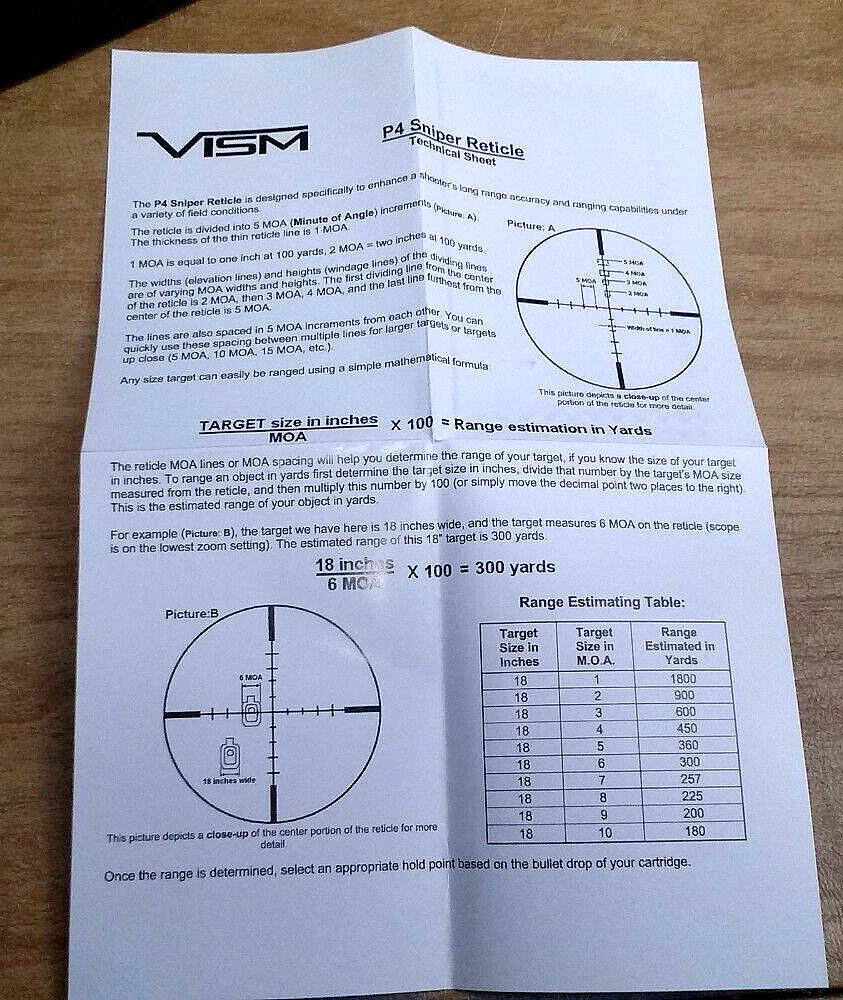 VISM
P4 Sniper Reticle
Technical Sheet
The P4 Sniper Reticle is designed specifically to enhance a shooter's long range accuracy and ranging capabilities under
a variety of field conditions.
The reticle is divided into 5 MOA (Minute of Angle) increments (Picture: A).
The thickness of the thin reticle line is 1 MOA.
1 MOA is equal to one inch at 100 yards, 2 MOA = two inches at 100 yards.
The widths (elevation lines) and heights (windage lines) of the dividing lines
are of varying MOA widths and heights. The first dividing line from the center
of the reticle is 2 MOA, then 3 MOA, 4 MOA, and the last line furthest from the
center of the reticle is 5 MOA.
The lines are also spaced in 5 MOA increments from each other. You can
quickly use these spacing between multiple lines for larger targets or targets
up close (5 MOA, 10 MOA, 15 MOA, etc.).
Any size target can easily be ranged using a simple mathematical formula:
Picture: A
5 MOA
4 MOA
3 MOA
2 MOA
5 MOA
Width of line = 1 MOA
This picture depicts a close-up of the center
portion of the reticle for more detail.
TARGET size in inches
MOA
X 100 = Range estimation in Yards
The reticle MOA lines or MOA spacing will help you determine the range of your target, if you know the size of your target
in inches. To range an object in yards first determine the target size in inches, divide that number by the target's MOA size
measured from the reticle, and then multiply this number by 100 (or simply move the decimal point two places to the right).
This is the estimated range of your object in yards.
For example (Picture: B), the target we have here is 18 inches wide, and the target measures 6 MOA on the reticle (scope
is on the lowest zoom setting). The estimated range of this 18" target is 300 yards.
18 inches
6 MOA
X 100 = 300 yards
Picture:B
6 MOA
18 inches wide
This picture depicts a close-up of the center portion of the reticle for more
detail.
Range Estimating Table:
Target Size in Inches | Target Size in M.O.A. | Range Estimated in Yards
18 1 1800
18 2 900
18 3 600
18 4 450
18 5 360
18 6 300
18 7 257
18 8 225
18 9 200
18 10 180
Once the range is determined, select an appropriate hold point based on the bullet drop of your cartridge.